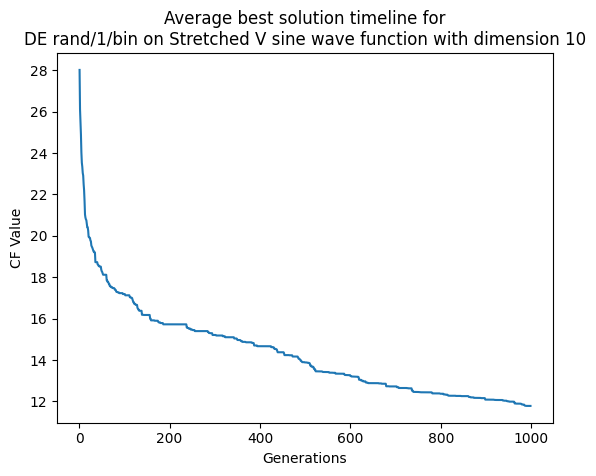 Average best solution timeline for
DE rand/1/bin on Stretched V sine wave function with dimension 10
28
26
24
22
20
18
16
14
12
CF Value
0 200 400 600 800 1000
Generations